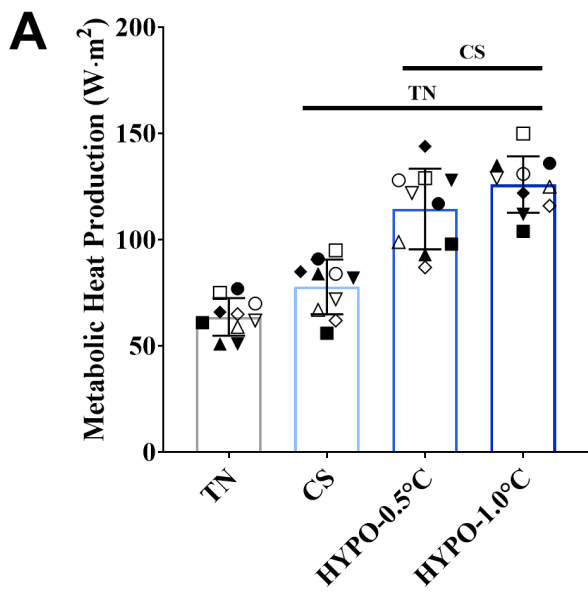 A
Metabolic Heat Production (W·m²)
200
150
100
50
0
CS
TN
TN
CS
HYPO-0.5°C
HYPO-1.0°C